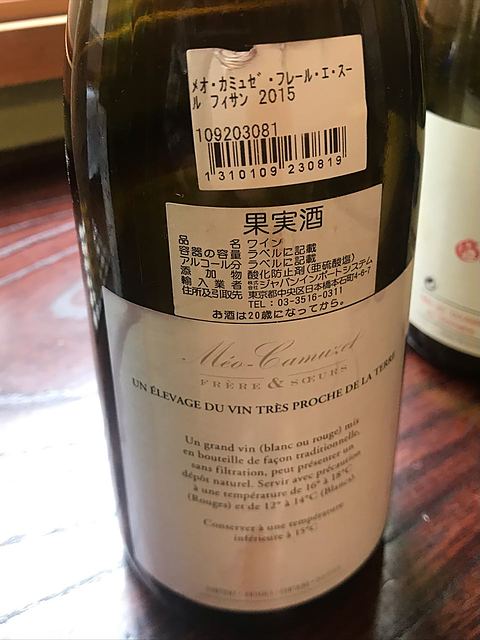 メオ・カミュゼ・フレール・エ・スー
ル フィサン 2015
109203081
1 310109 230819
果実酒
品 名 ワイン
容器の容量 ラベルに記載
アルコール分 ラベルに記載
添 加 物 酸化防止剤(亜硫酸塩)
輸入業者 株式会社ジャパンインポートシステム
住所及引取先 東京都中央区日本橋本石町4-6-7
TEL:03-3516-0311
お酒は20歳になってから。
Méo-Camuzet
FRÈRE & SŒURS
UN ÉLEVAGE DU VIN TRÈS PROCHE DE LA TERRE
Un grand vin (blanc ou rouge) mis
en bouteille de façon traditionnelle,
sans filtration, peut présenter un
dépôt naturel. Servir avec précaution
à une température de 16° à 18°C
(Rouges) et de 12° à 14°C (Blancs).
Conserver à une température
inférieure à 15°C